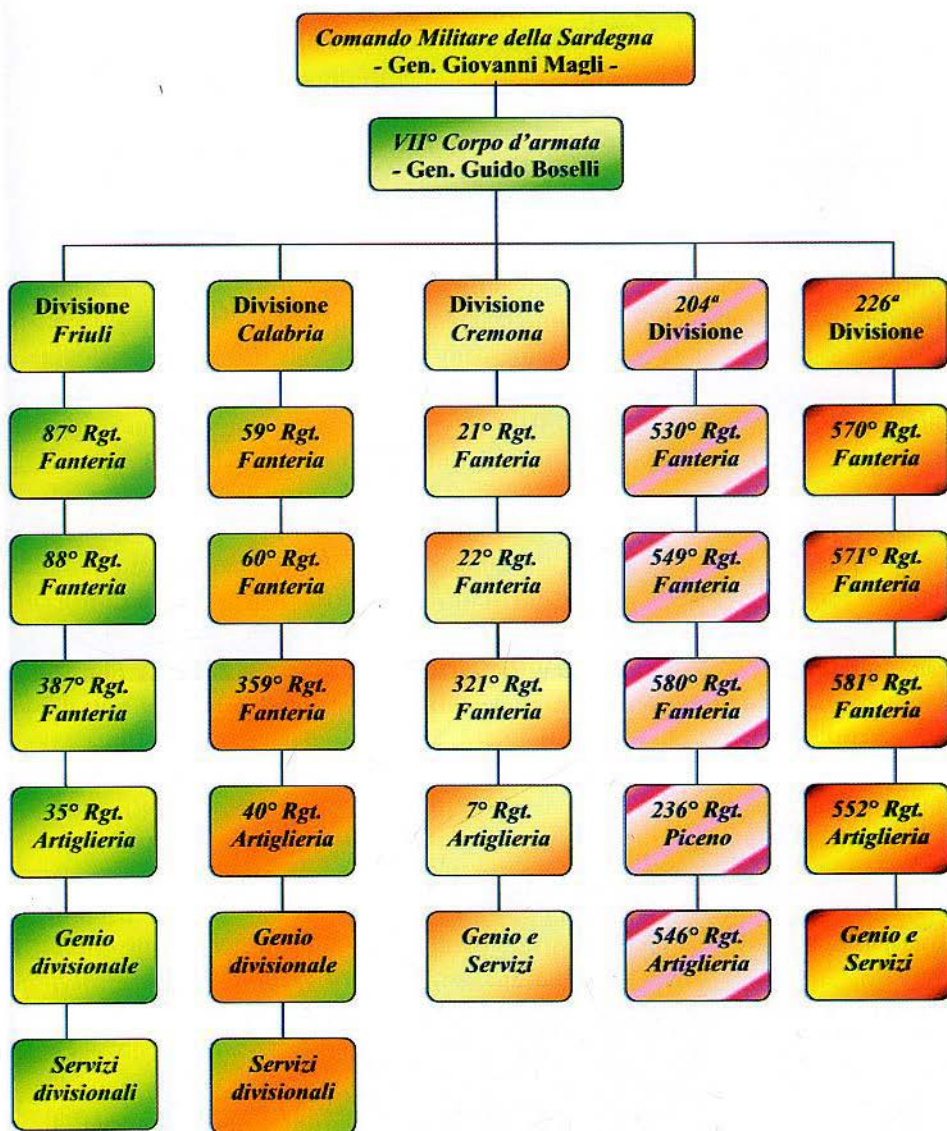 Comando Militare della Sardegna
- Gen. Giovanni Magli -
VII° Corpo d'armata
- Gen. Guido Boselli
Divisione
Friuli
87° Rgt.
Fanteria
88° Rgt.
Fanteria
387° Rgt.
Fanteria
35° Rgt.
Artiglieria
Genio
divisionale
Servizi
divisionali
Divisione
Calabria
59° Rgt.
Fanteria
60° Rgt.
Fanteria
359° Rgt.
Fanteria
40° Rgt.
Artiglieria
Genio
divisionale
Servizi
divisionali
Divisione
Cremona
21° Rgt.
Fanteria
22° Rgt.
Fanteria
321° Rgt.
Fanteria
7° Rgt.
Artiglieria
Genio e
Servizi
204ª
Divisione
530° Rgt.
Fanteria
549° Rgt.
Fanteria
580° Rgt.
Fanteria
236° Rgt.
Piceno
546° Rgt.
Artiglieria
226ª
Divisione
570° Rgt.
Fanteria
571° Rgt.
Fanteria
581° Rgt.
Fanteria
552° Rgt.
Artiglieria
Genio e
Servizi